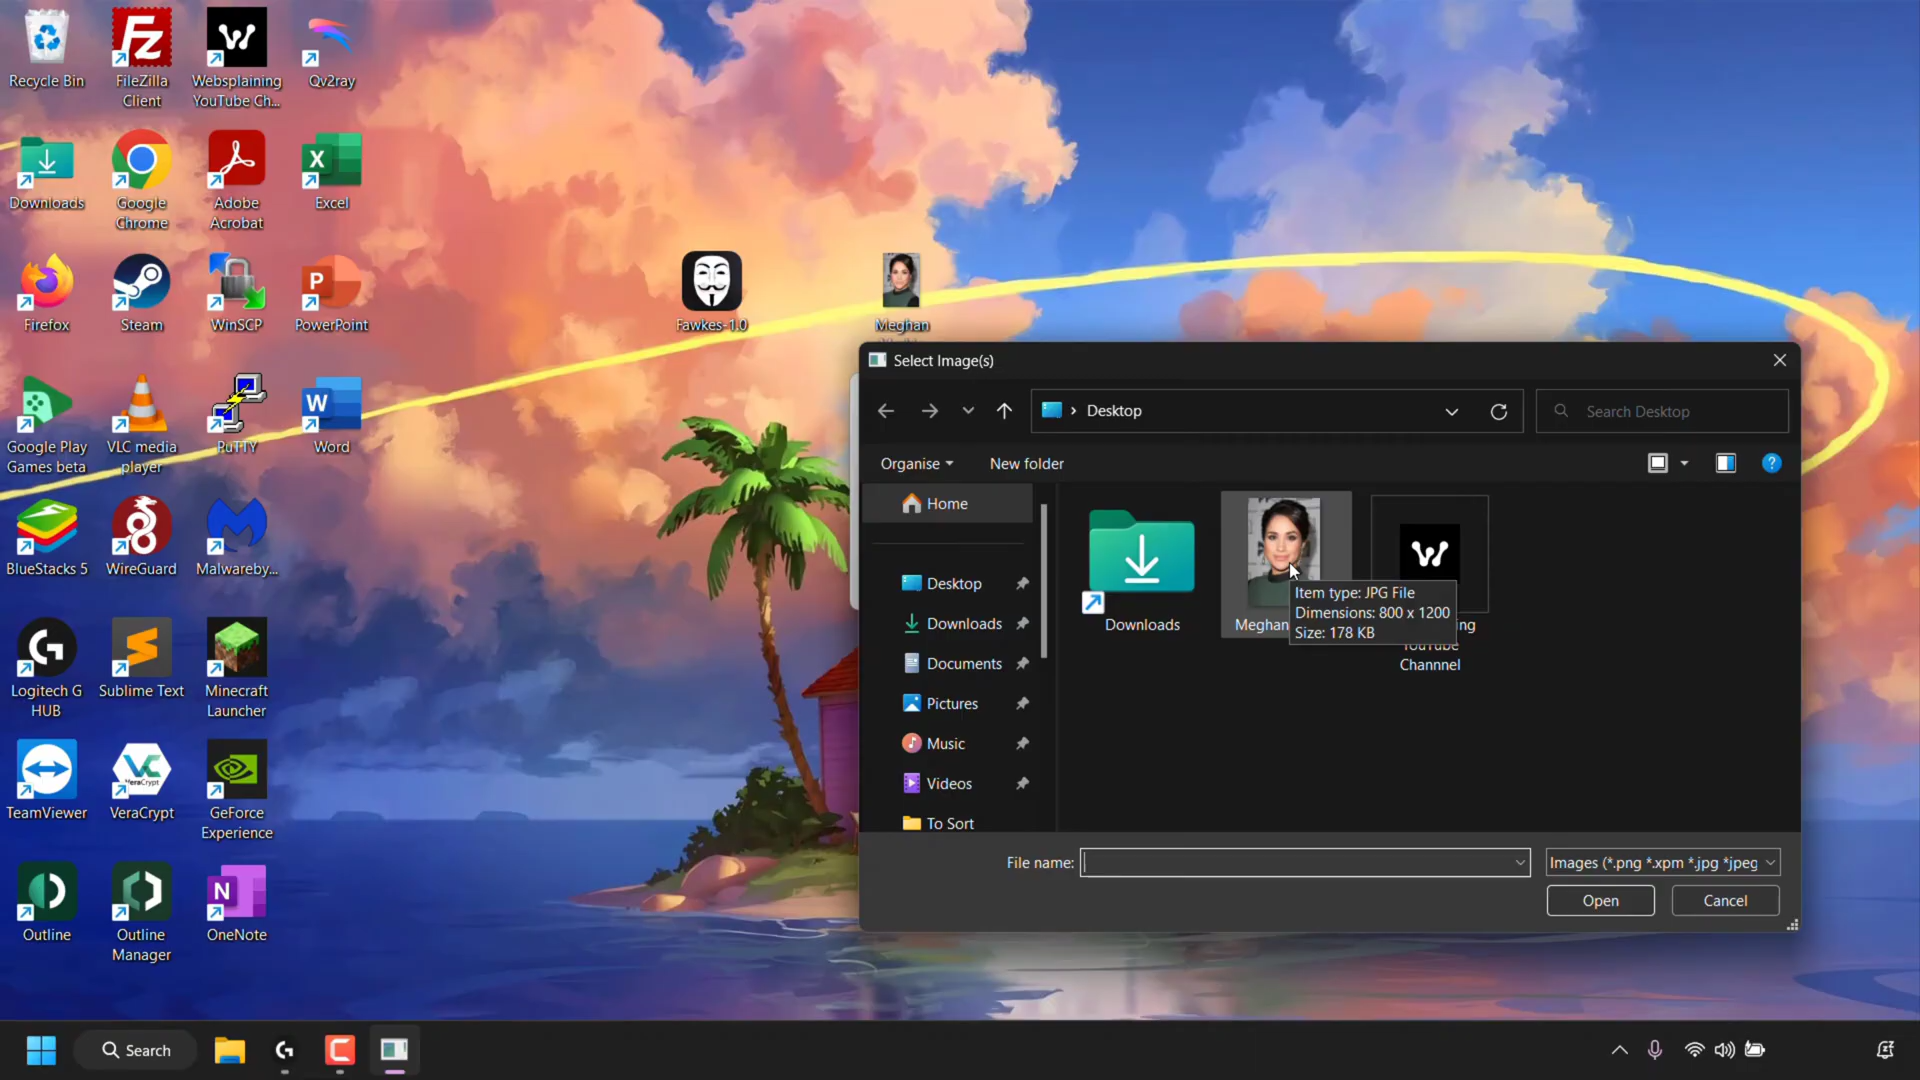 Recycle Bin
FileZilla
Client
Websplaining
YouTube Ch...
Qv2ray
Downloads
Google
Chrome
Adobe
Acrobat
Excel
Firefox
Steam
WinSCP
PowerPoint
Fawkes-1.0
Meghan
Google Play
Games beta
VLC media
player
PuTTY
Word
BlueStacks 5
WireGuard
Malwareby...
Logitech G
HUB
Sublime Text
Minecraft
Launcher
TeamViewer
VeraCrypt
VeraCrypt
GeForce
Experience
Outline
Outline
Manager
OneNote
Select Image(s)
Desktop
Search Desktop
Organise
New folder
Home
Desktop
Downloads
Documents
Pictures
Music
Videos
To Sort
Downloads
Meghan
Item type: JPG File
Dimensions: 800 x 1200
Size: 178 KB
ng
YouTube
Channnel
File name:
Images (*.png *.xpm *.jpg *jpeg
Open
Cancel
Search